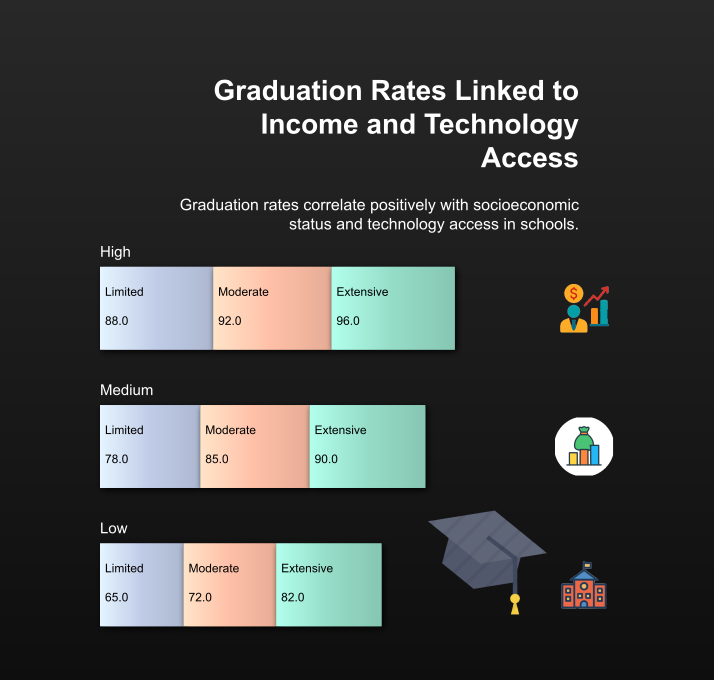 Graduation Rates Linked to
Income and Technology
Access
Graduation rates correlate positively with socioeconomic
status and technology access in schools.
High
Limited Moderate Extensive
88.0 92.0 96.0
Medium
Limited Moderate Extensive
78.0 85.0 90.0
Low
Limited Moderate Extensive
65.0 72.0 82.0